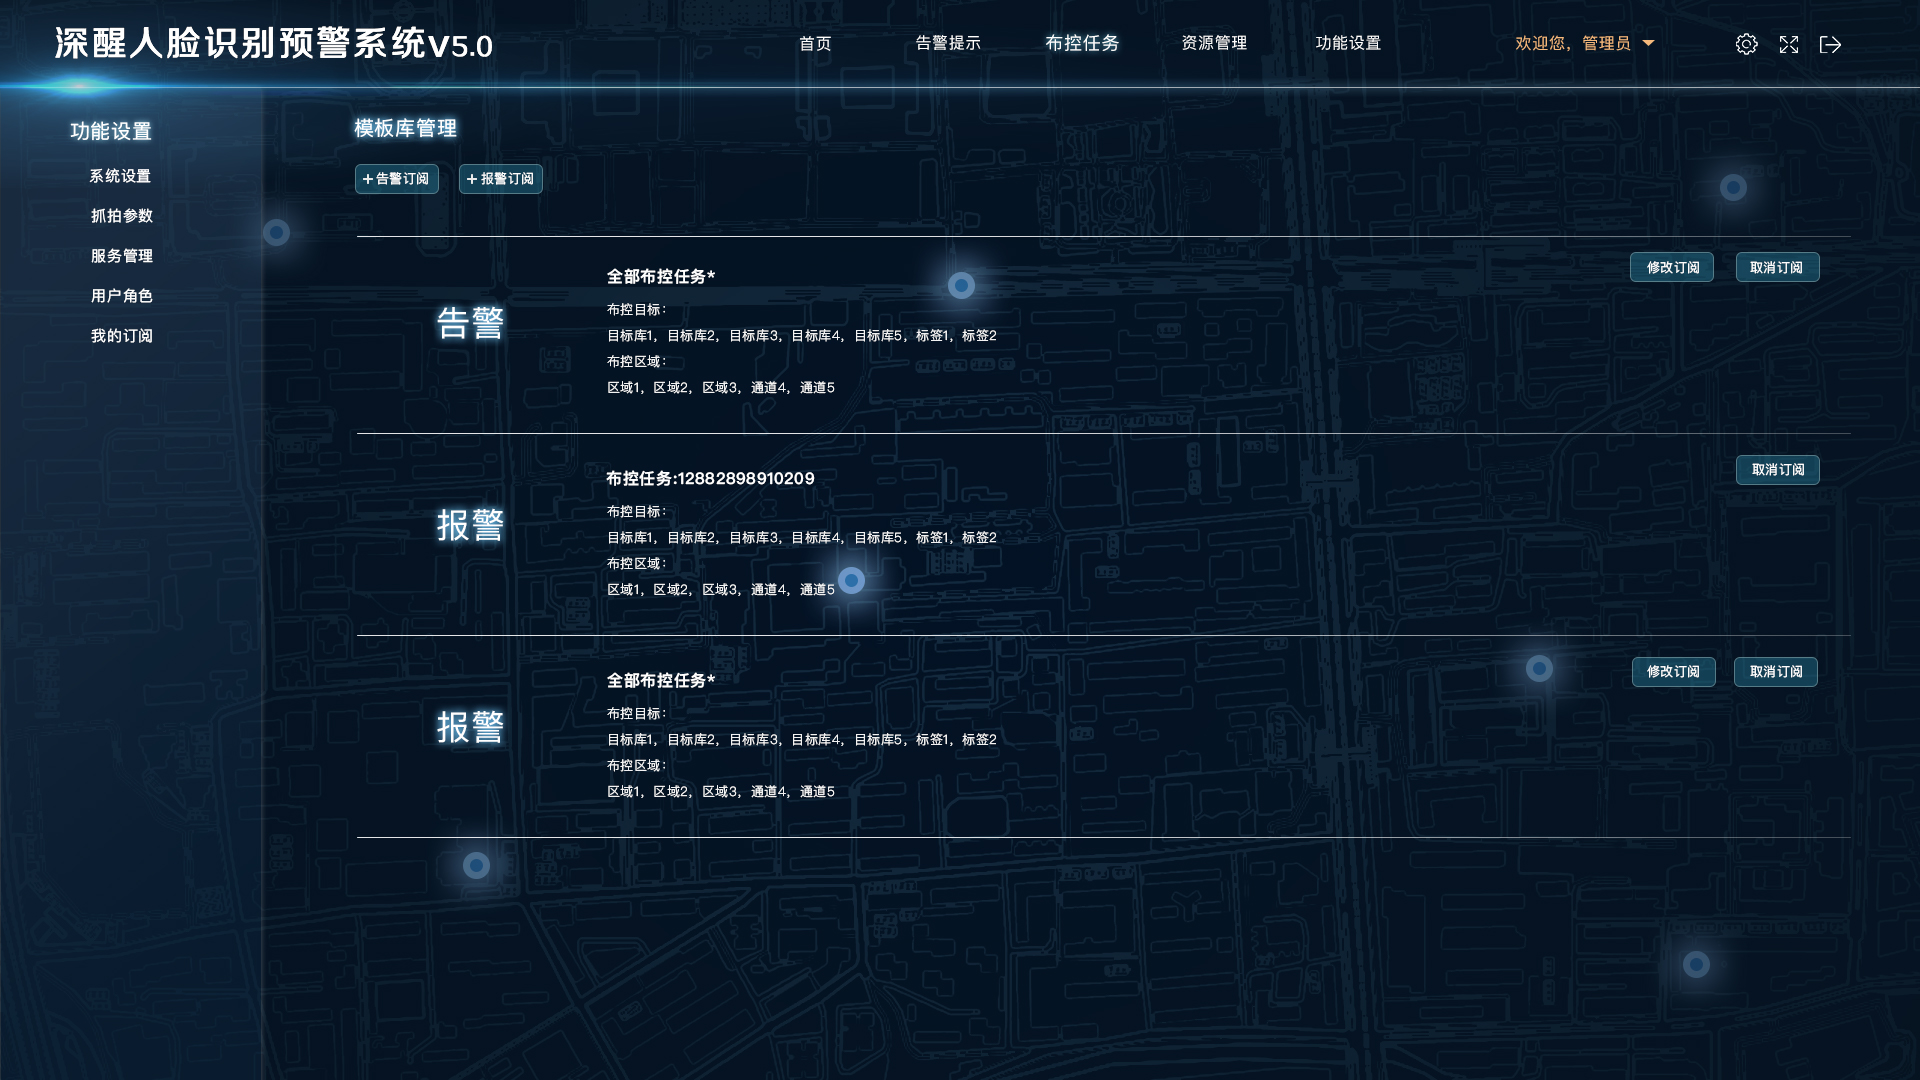 深醒人脸识别预警系统V5.0
首页 告警提示 布控任务 资源管理 功能设置 欢迎您，管理员
功能设置
系统设置
抓拍参数
服务管理
用户角色
我的订阅
模板库管理
+告警订阅 +报警订阅
告警
全部布控任务*
布控目标：
目标库1，目标库2，目标库3，目标库4，目标库5，标签1，标签2
布控区域：
区域1，区域2，区域3，通道4，通道5
修改订阅 取消订阅
报警
布控任务:12882898910209
布控目标：
目标库1，目标库2，目标库3，目标库4，目标库5，标签1，标签2
布控区域：
区域1，区域2，区域3，通道4，通道5
取消订阅
报警
全部布控任务*
布控目标：
目标库1，目标库2，目标库3，目标库4，目标库5，标签1，标签2
布控区域：
区域1，区域2，区域3，通道4，通道5
修改订阅 取消订阅